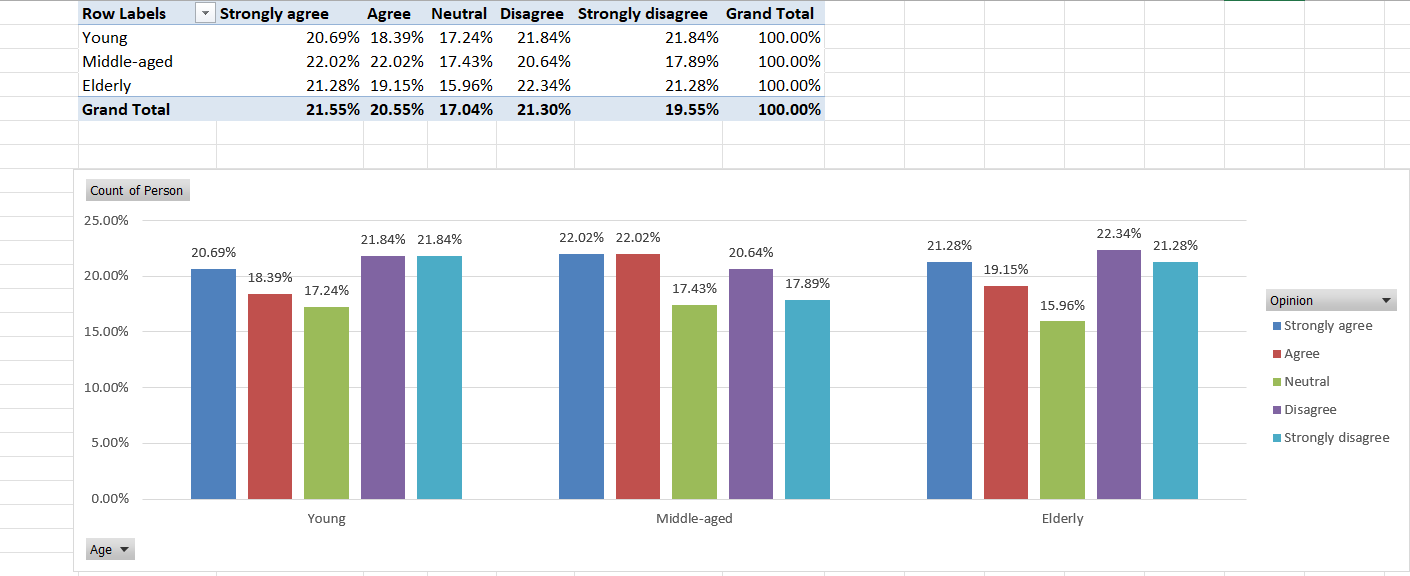 Row Labels Strongly agree Agree Neutral Disagree Strongly disagree Grand Total
Young 20.69% 18.39% 17.24% 21.84% 21.84% 100.00%
Middle-aged 22.02% 22.02% 17.43% 20.64% 17.89% 100.00%
Elderly 21.28% 19.15% 15.96% 22.34% 21.28% 100.00%
Grand Total 21.55% 20.55% 17.04% 21.30% 19.55% 100.00%
Count of Person
25.00%
20.00%
15.00%
10.00%
5.00%
0.00%
20.69% 18.39% 17.24% 21.84% 21.84%
22.02% 22.02% 17.43% 20.64% 17.89%
21.28% 19.15% 15.96% 22.34% 21.28%
Young Middle-aged Elderly
Opinion
Strongly agree
Agree
Neutral
Disagree
Strongly disagree
Age